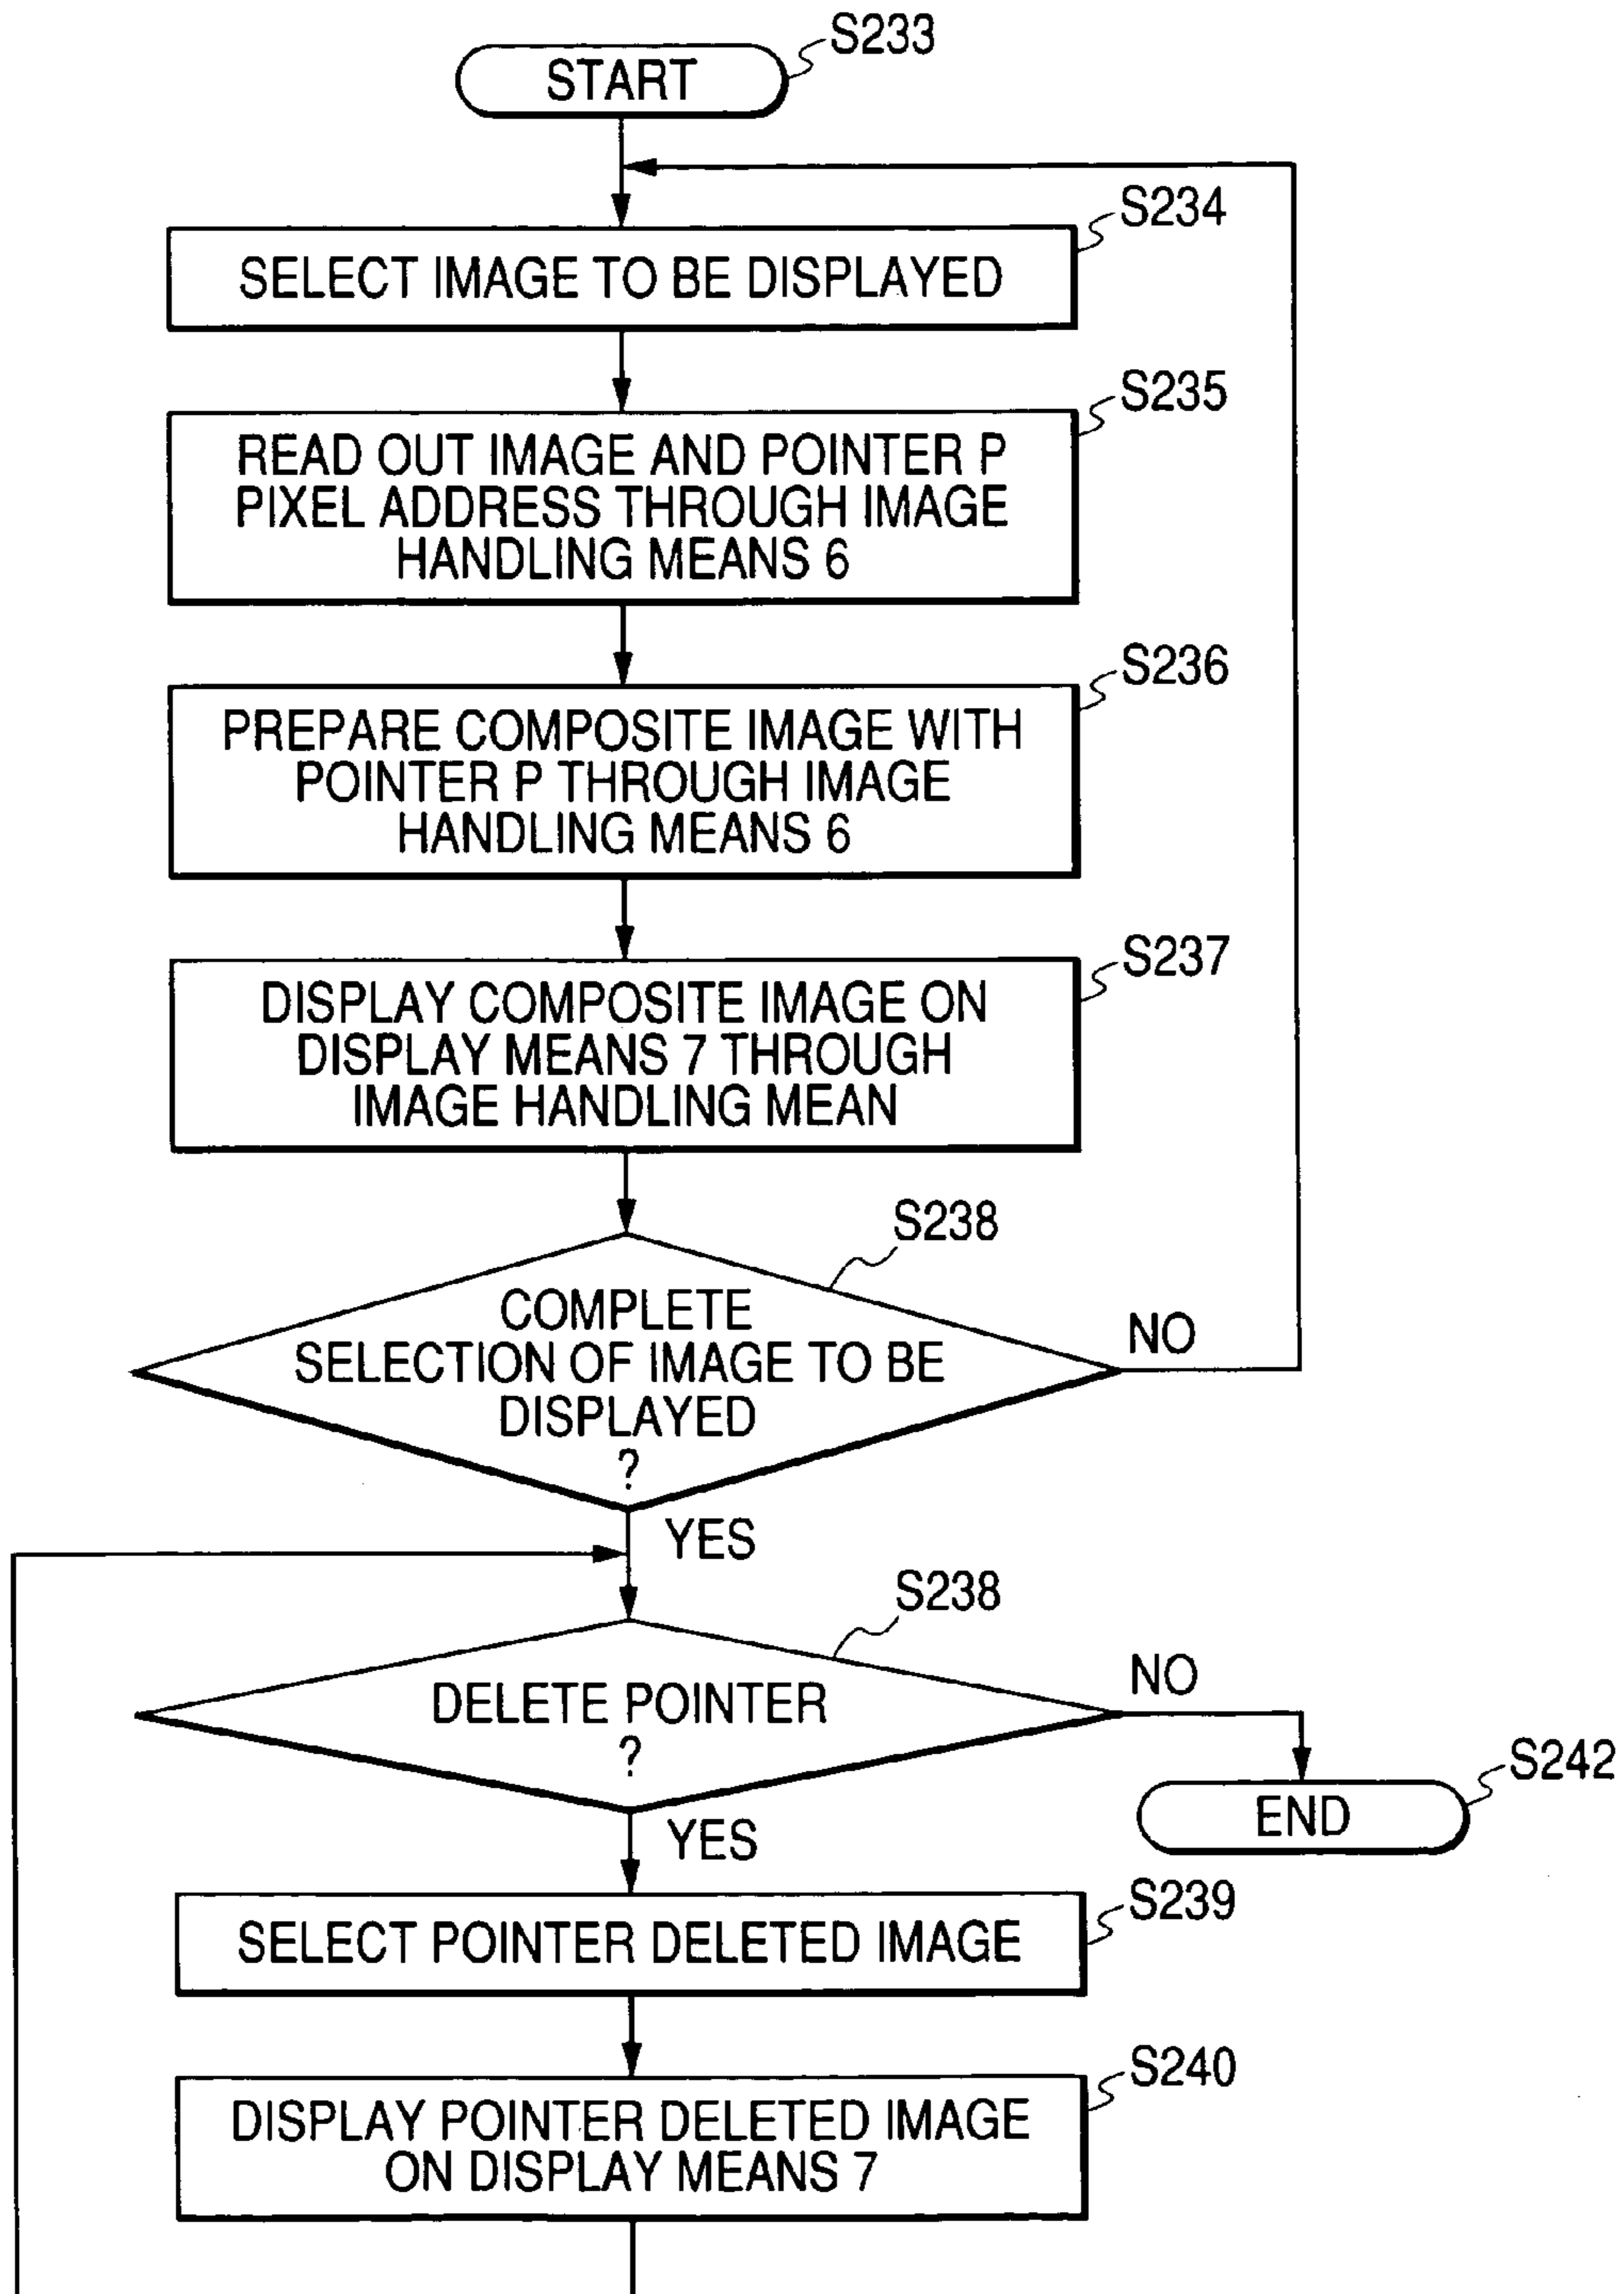 S233
START
S234
SELECT IMAGE TO BE DISPLAYED
S235
READ OUT IMAGE AND POINTER P
PIXEL ADDRESS THROUGH IMAGE
HANDLING MEANS 6
S236
PREPARE COMPOSITE IMAGE WITH
POINTER P THROUGH IMAGE
HANDLING MEANS 6
S237
DISPLAY COMPOSITE IMAGE ON
DISPLAY MEANS 7 THROUGH
IMAGE HANDLING MEAN
S238
COMPLETE
SELECTION OF IMAGE TO BE
DISPLAYED
?
NO
YES
S238
DELETE POINTER
?
NO
S242
END
YES
S239
SELECT POINTER DELETED IMAGE
S240
DISPLAY POINTER DELETED IMAGE
ON DISPLAY MEANS 7